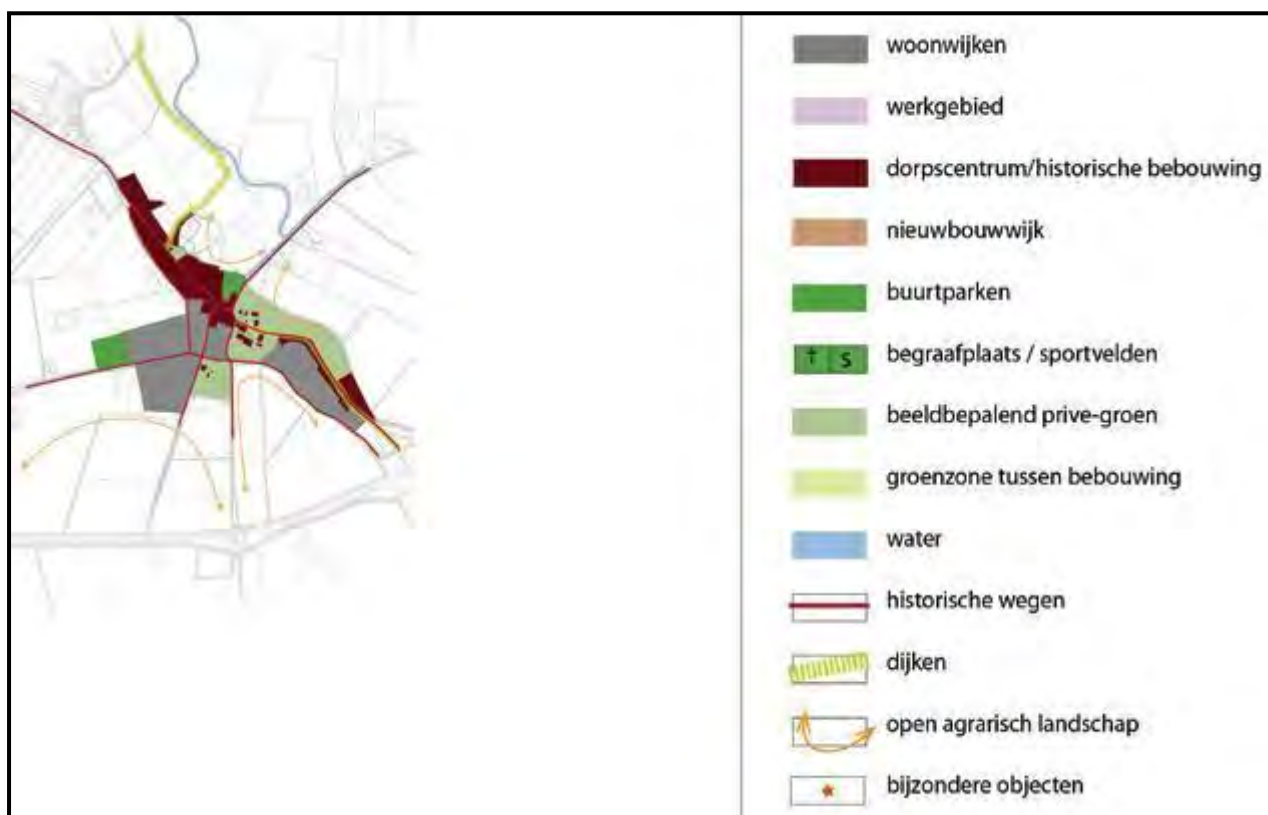 woonwijken
werkgebied
dorpscentrum/historische bebouwing
nieuwbouwwijk
buurtparken
begraafplaats / sportvelden
† S
beeldbepalend prive-groen
groenzone tussen bebouwing
water
historische wegen
dijken
open agrarisch landschap
bijzondere objecten